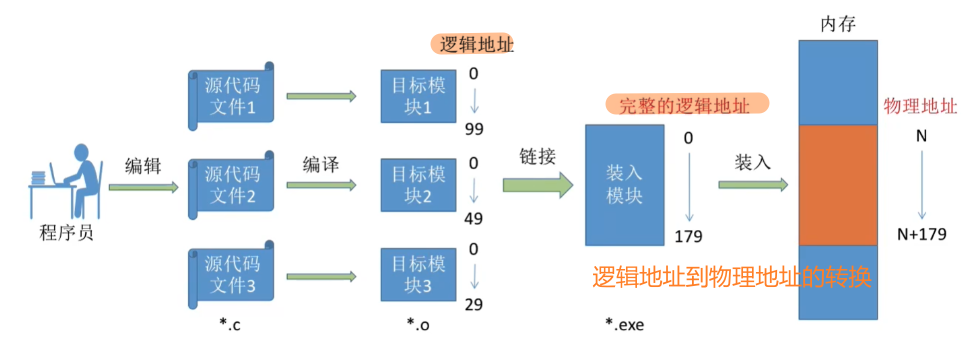 内存
逻辑地址
源代码
文件1
目标模
块1
0
99
完整的逻辑地址
物理地址
编辑
源代码
文件2
编译
目标模
块2
0
49
链接
装入
模块
0
179
装入
N
N+179
程序员
源代码
文件3
目标模
块3
0
29
逻辑地址到物理地址的转换
*.c
*.o
*.exe